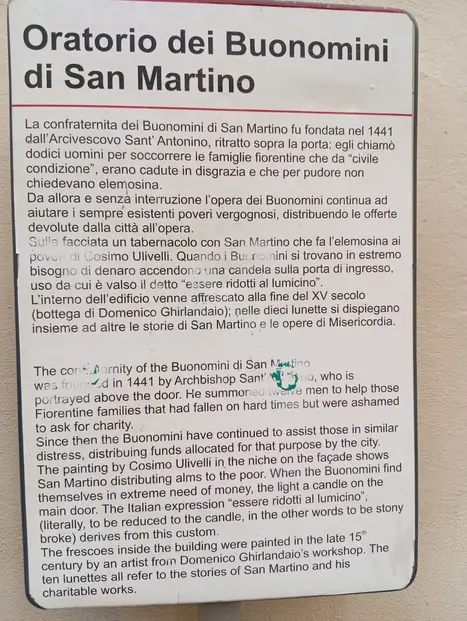 Oratorio dei Buonomini
di San Martino
La confraternita dei Buonomini di San Martino fu fondata nel 1441
dall'Arcivescovo Sant' Antonino, ritratto sopra la porta: egli chiamò
dodici uomini per soccorrere le famiglie fiorentine che da "civile
condizione", erano cadute in disgrazia e che per pudore non
chiedevano elemosina.
Da allora e senza interruzione l'opera dei Buonomini continua ad
aiutare i sempre esistenti poveri vergognosi, distribuendo le offerte
devolute dalla città all'opera.
Sulla facciata un tabernacolo con San Martino che fa l'elemosina ai
poveri di Cosimo Ulivelli. Quando i Buonomini si trovano in estremo
bisogno di denaro accendono una candela sulla porta di ingresso,
uso da cui è valso il detto "essere ridotti al lumicino".
L'interno dell'edificio venne affrescato alla fine del XV secolo
(bottega di Domenico Ghirlandaio); nelle dieci lunette si dispiegano
insieme ad altre le storie di San Martino e le opere di Misericordia.
The confraternity of the Buonomini di San Martino
was founded in 1441 by Archbishop Sant' who is
portrayed above the door. He summoned twelve men to help those
Fiorentine families that had fallen on hard times but were ashamed
to ask for charity.
Since then the Buonomini have continued to assist those in similar
distress, distribuing funds allocated for that purpose by the city.
The painting by Cosimo Ulivelli in the niche on the façade shows
San Martino distributing alms to the poor. When the Buonomini find
themselves in extreme need of money, the light a candle on the
main door. The Italian expression "essere ridotti al lumicino",
(literally, to be reduced to the candle, in the other words to be stony
broke) derives from this custom.
The frescoes inside the building were painted in the late 15th
century by an artist from Domenico Ghirlandaio's workshop. The
ten lunettes all refer to the stories of San Martino and his
charitable works.